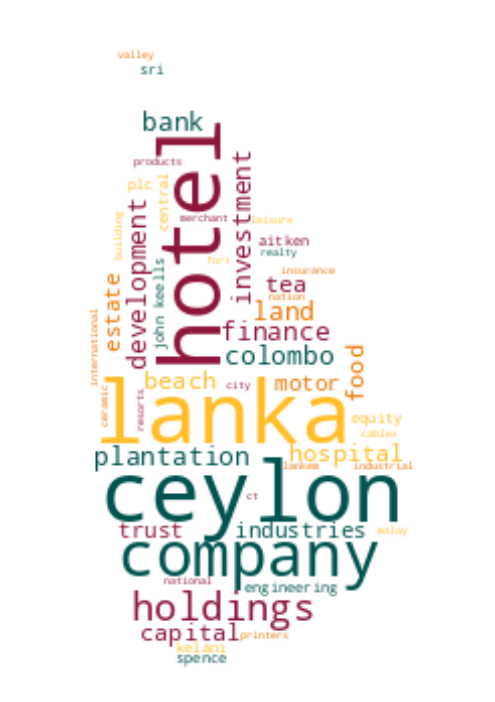 valley
sri
bank
hotel
products
plc
central
merchant
leisure
investment
building
development
aitken
realty
john keells
fort
insurance
tea
nation
estate
land
international
finance
colombo
food
beach
city
motor
lanka
ceramic
resorts
equity
cables
plantation
hospital
lankem
industrial
ceylon
ct
trust
industries
malay
company
national
engineering
holdings
capital
printers
kelani
spence